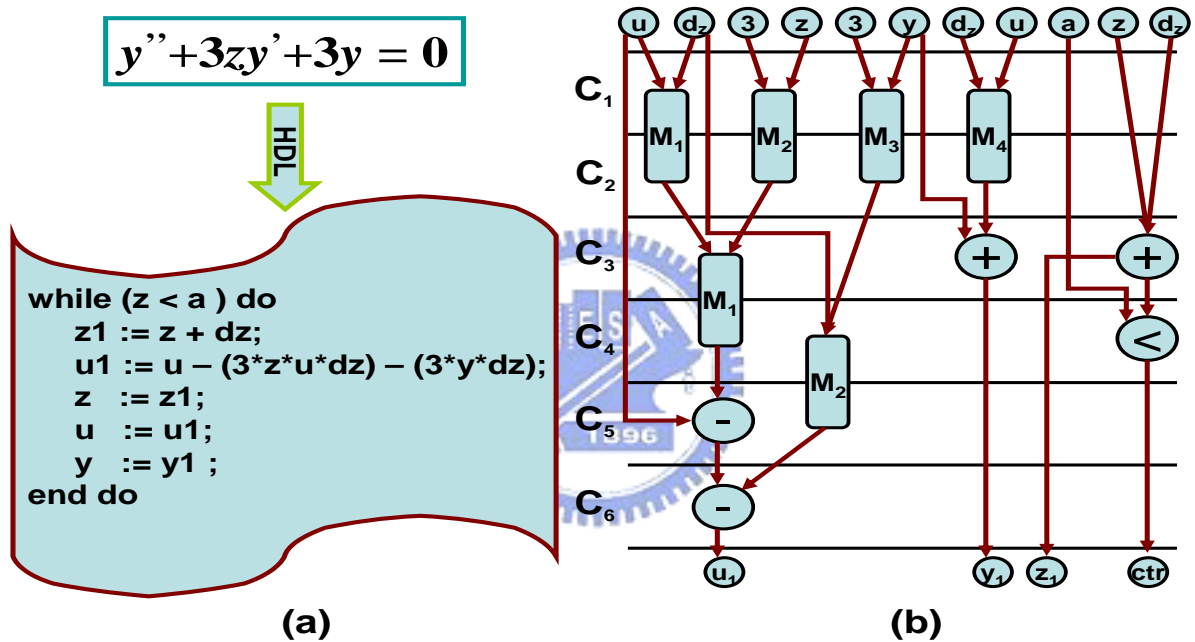 y''+3zy'+3y = 0
HDL
while (z < a ) do
z1 := z + dz;
u1 := u – (3*z*u*dz) – (3*y*dz);
z := z1;
u := u1;
y := y1 ;
end do
(a)
u dz 3 z 3 y dz u a z dz
C1
M1 M2 M3 M4
C2
C3
+ +
M1
C4
<
M2
C5
-
1896
C6
-
u1 y1 z1 ctr
(b)